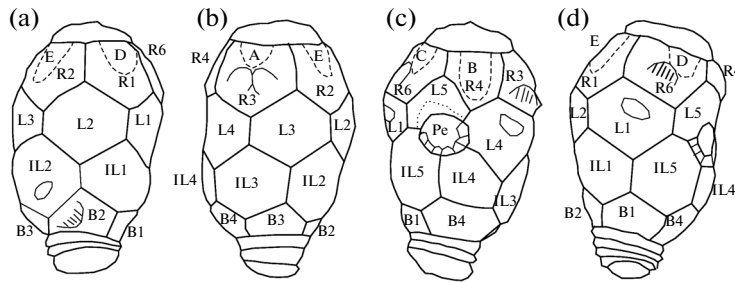 (a) (b) (c) (d)
E D R6
R2 R1
L3 L2 L1
IL2 IL1
B3 B2 B1
R4 A E
R3 R2
L4 L3 L2
IL4 IL3 IL2
B4 B3 B2
C B R3
R6 L5 R4
L1 Pe L4
IL5 IL4 IL3
B1 B4
E D R4
R1 R6
L2 L1 L5
IL1 IL5 IL4
B2 B1 B4